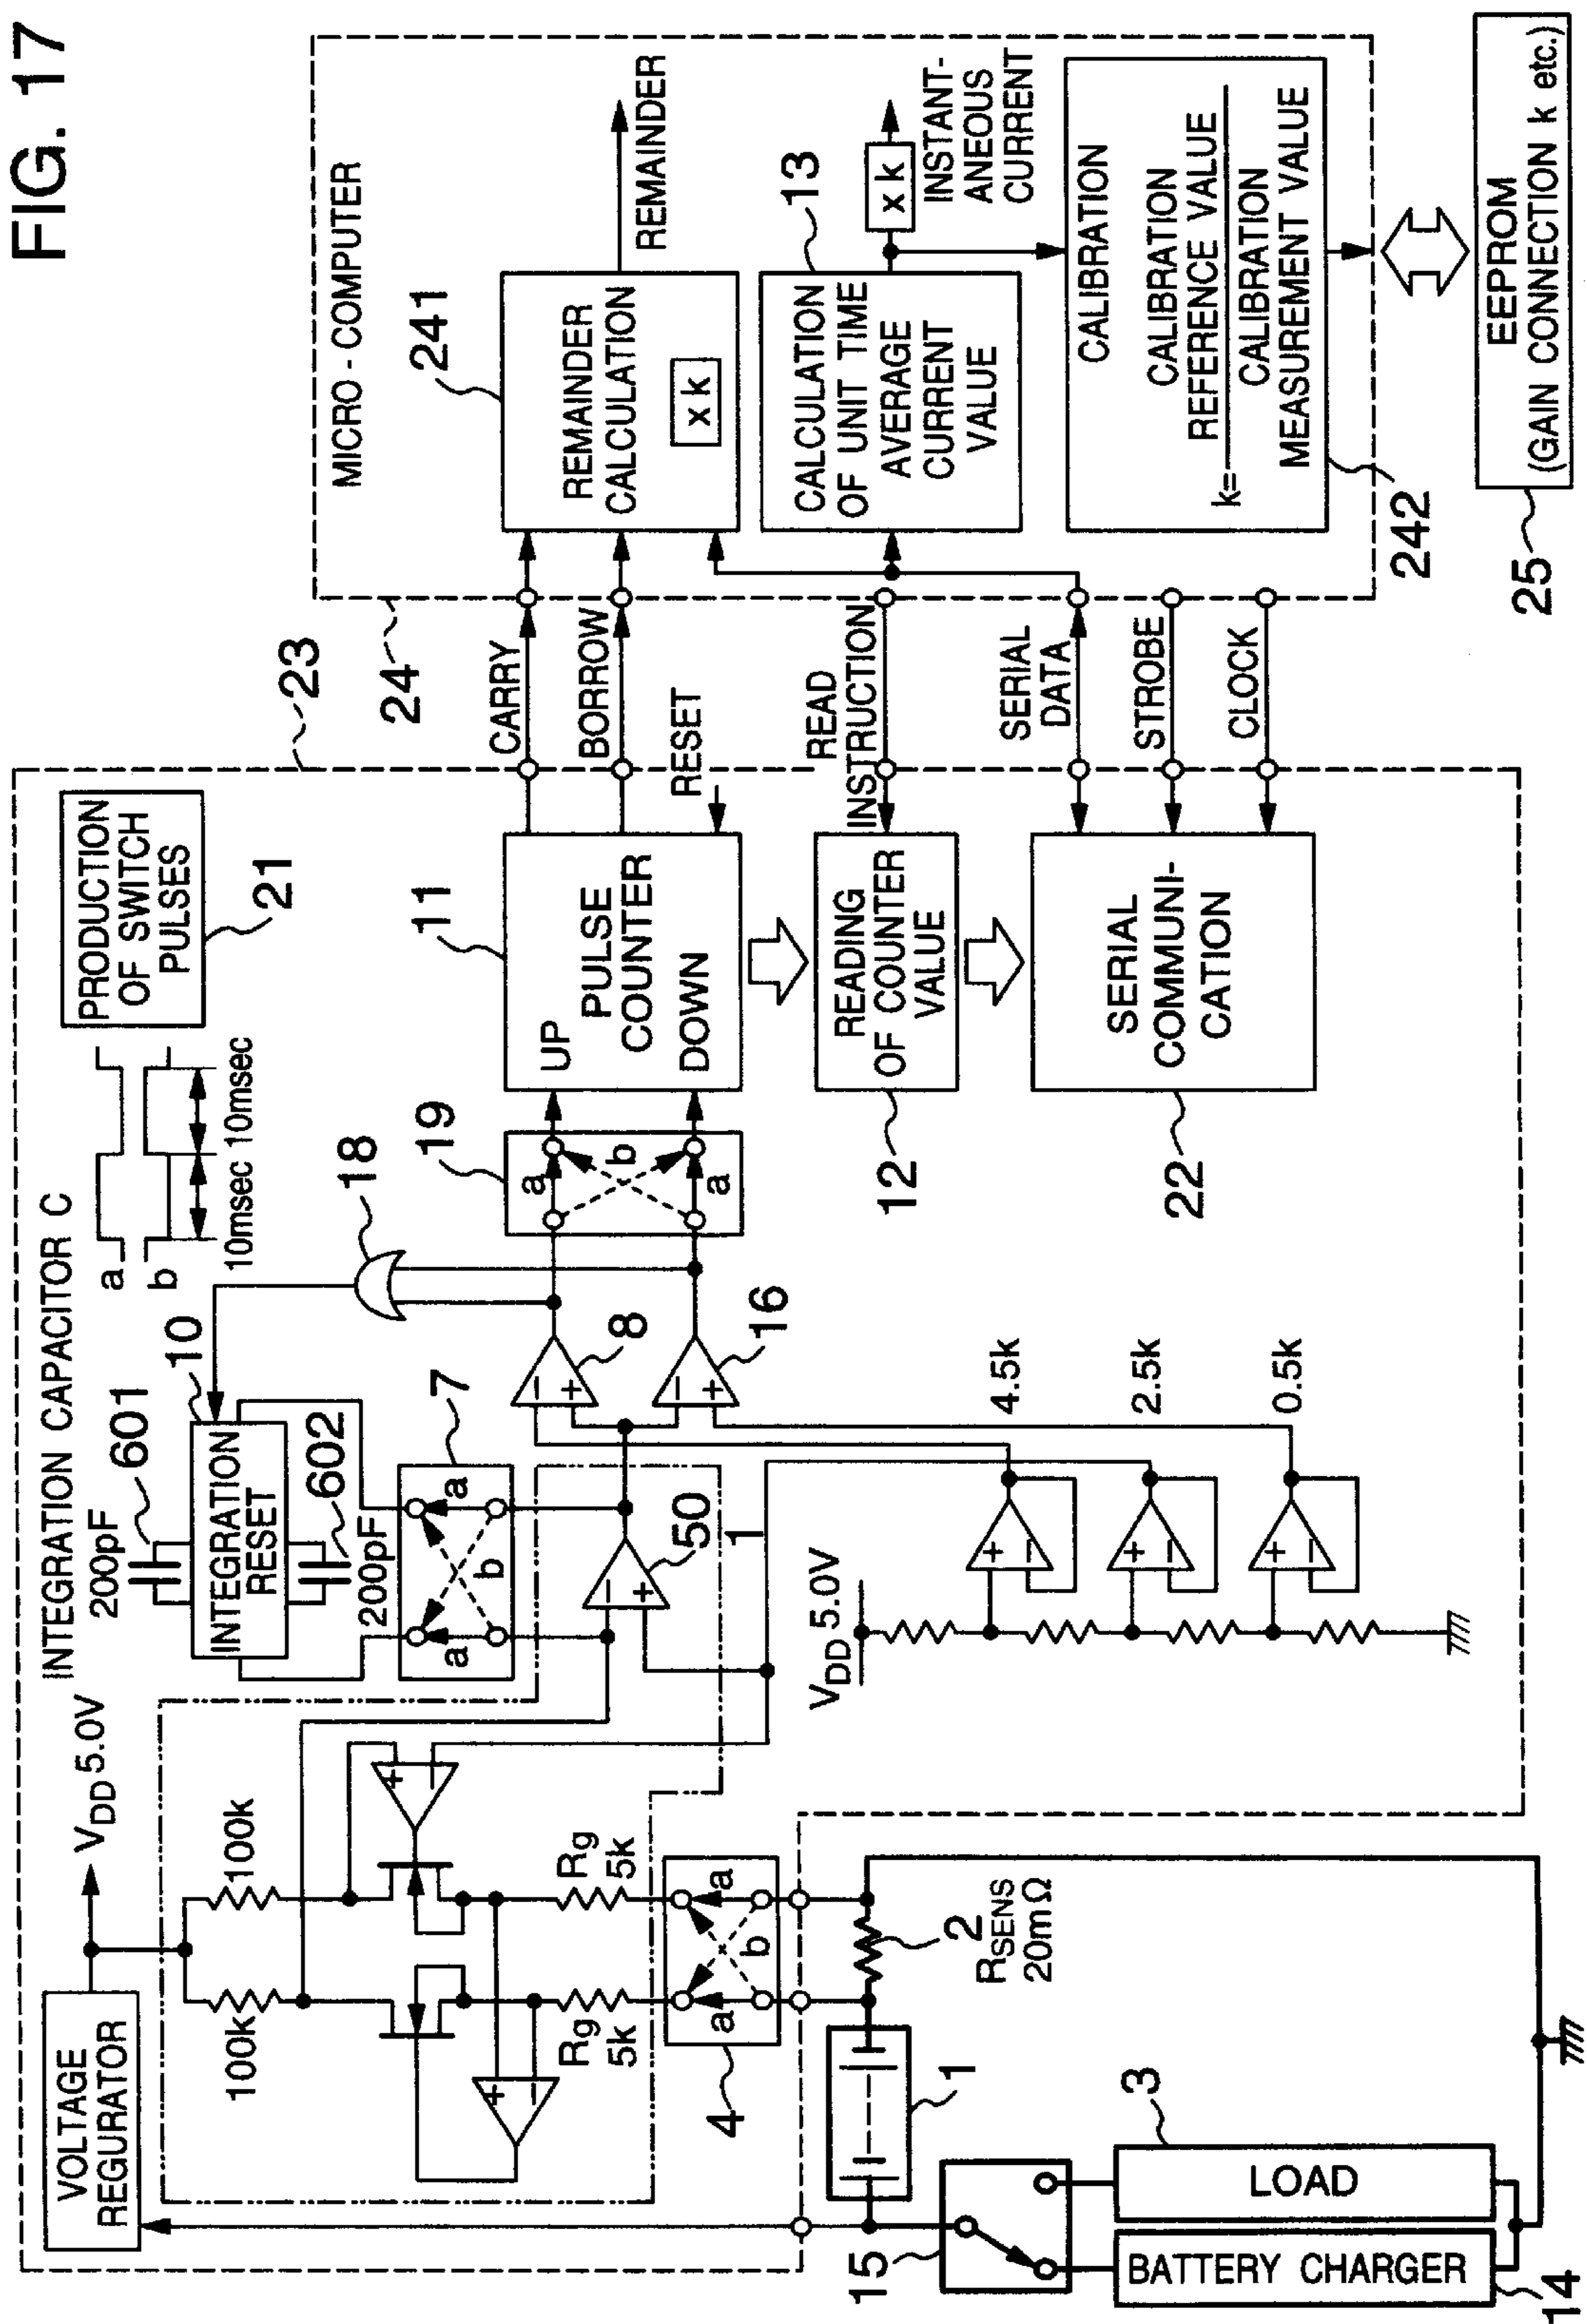 FIG. 17
VOLTAGE
REGURATOR
VDD 5.0V
100k
100k
Rg
5k
Rg
5k
4
a
b
a
1
2
RSENS
20mΩ
15
LOAD
3
BATTERY CHARGER
14
INTEGRATION CAPACITOR C
200pF
601
10
INTEGRATION
RESET
602
200pF
7
a
b
a
50
1
8
16
18
VDD 5.0V
4.5k
2.5k
0.5k
a
b
10msec
10msec
PRODUCTION
OF SWITCH
PULSES
21
19
a
b
a
11
UP
PULSE
COUNTER
DOWN
RESET
12
READING
OF COUNTER
VALUE
22
SERIAL
COMMUNI-
CATION
23
24
CARRY
BORROW
READ
INSTRUCTION
SERIAL
DATA
STROBE
CLOCK
MICRO - COMPUTER
241
REMAINDER
CALCULATION
x k
REMAINDER
13
CALCULATION
OF UNIT TIME
AVERAGE
CURRENT
VALUE
x k
INSTANT-
ANEOUS
CURRENT
CALIBRATION
CALIBRATION
REFERENCE VALUE
k=
CALIBRATION
MEASUREMENT VALUE
242
25
EEPROM
(GAIN CONNECTION k etc.)